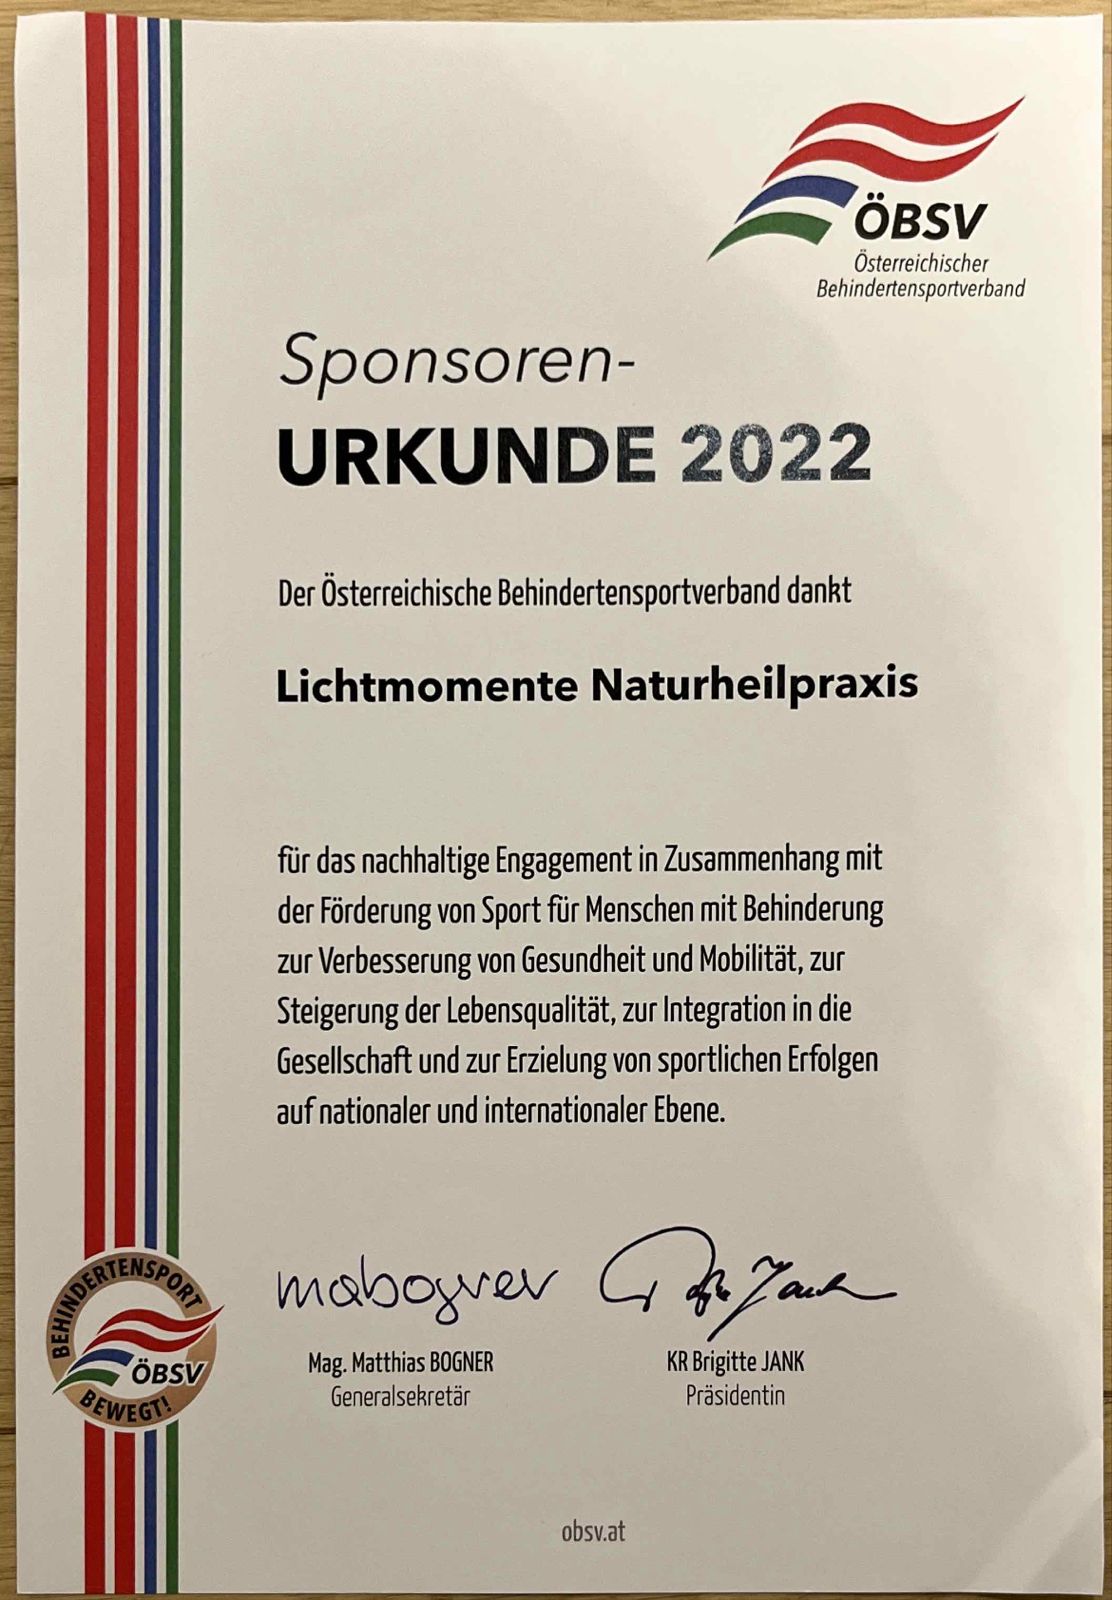 ÖBSV
Österreichischer
Behindertensportverband
Sponsoren-
URKUNDE 2022
Der Österreichische Behindertensportverband dankt
Lichtmomente Naturheilpraxis
für das nachhaltige Engagement in Zusammenhang mit
der Förderung von Sport für Menschen mit Behinderung
zur Verbesserung von Gesundheit und Mobilität, zur
Steigerung der Lebensqualität, zur Integration in die
Gesellschaft und zur Erzielung von sportlichen Erfolgen
auf nationaler und internationaler Ebene.
mabogner
Mag. Matthias BOGNER
Generalsekretär
KR Brigitte JANK
Präsidentin
BEHINDERTENSPORT
ÖBSV
BEWEGT!
obsv.at